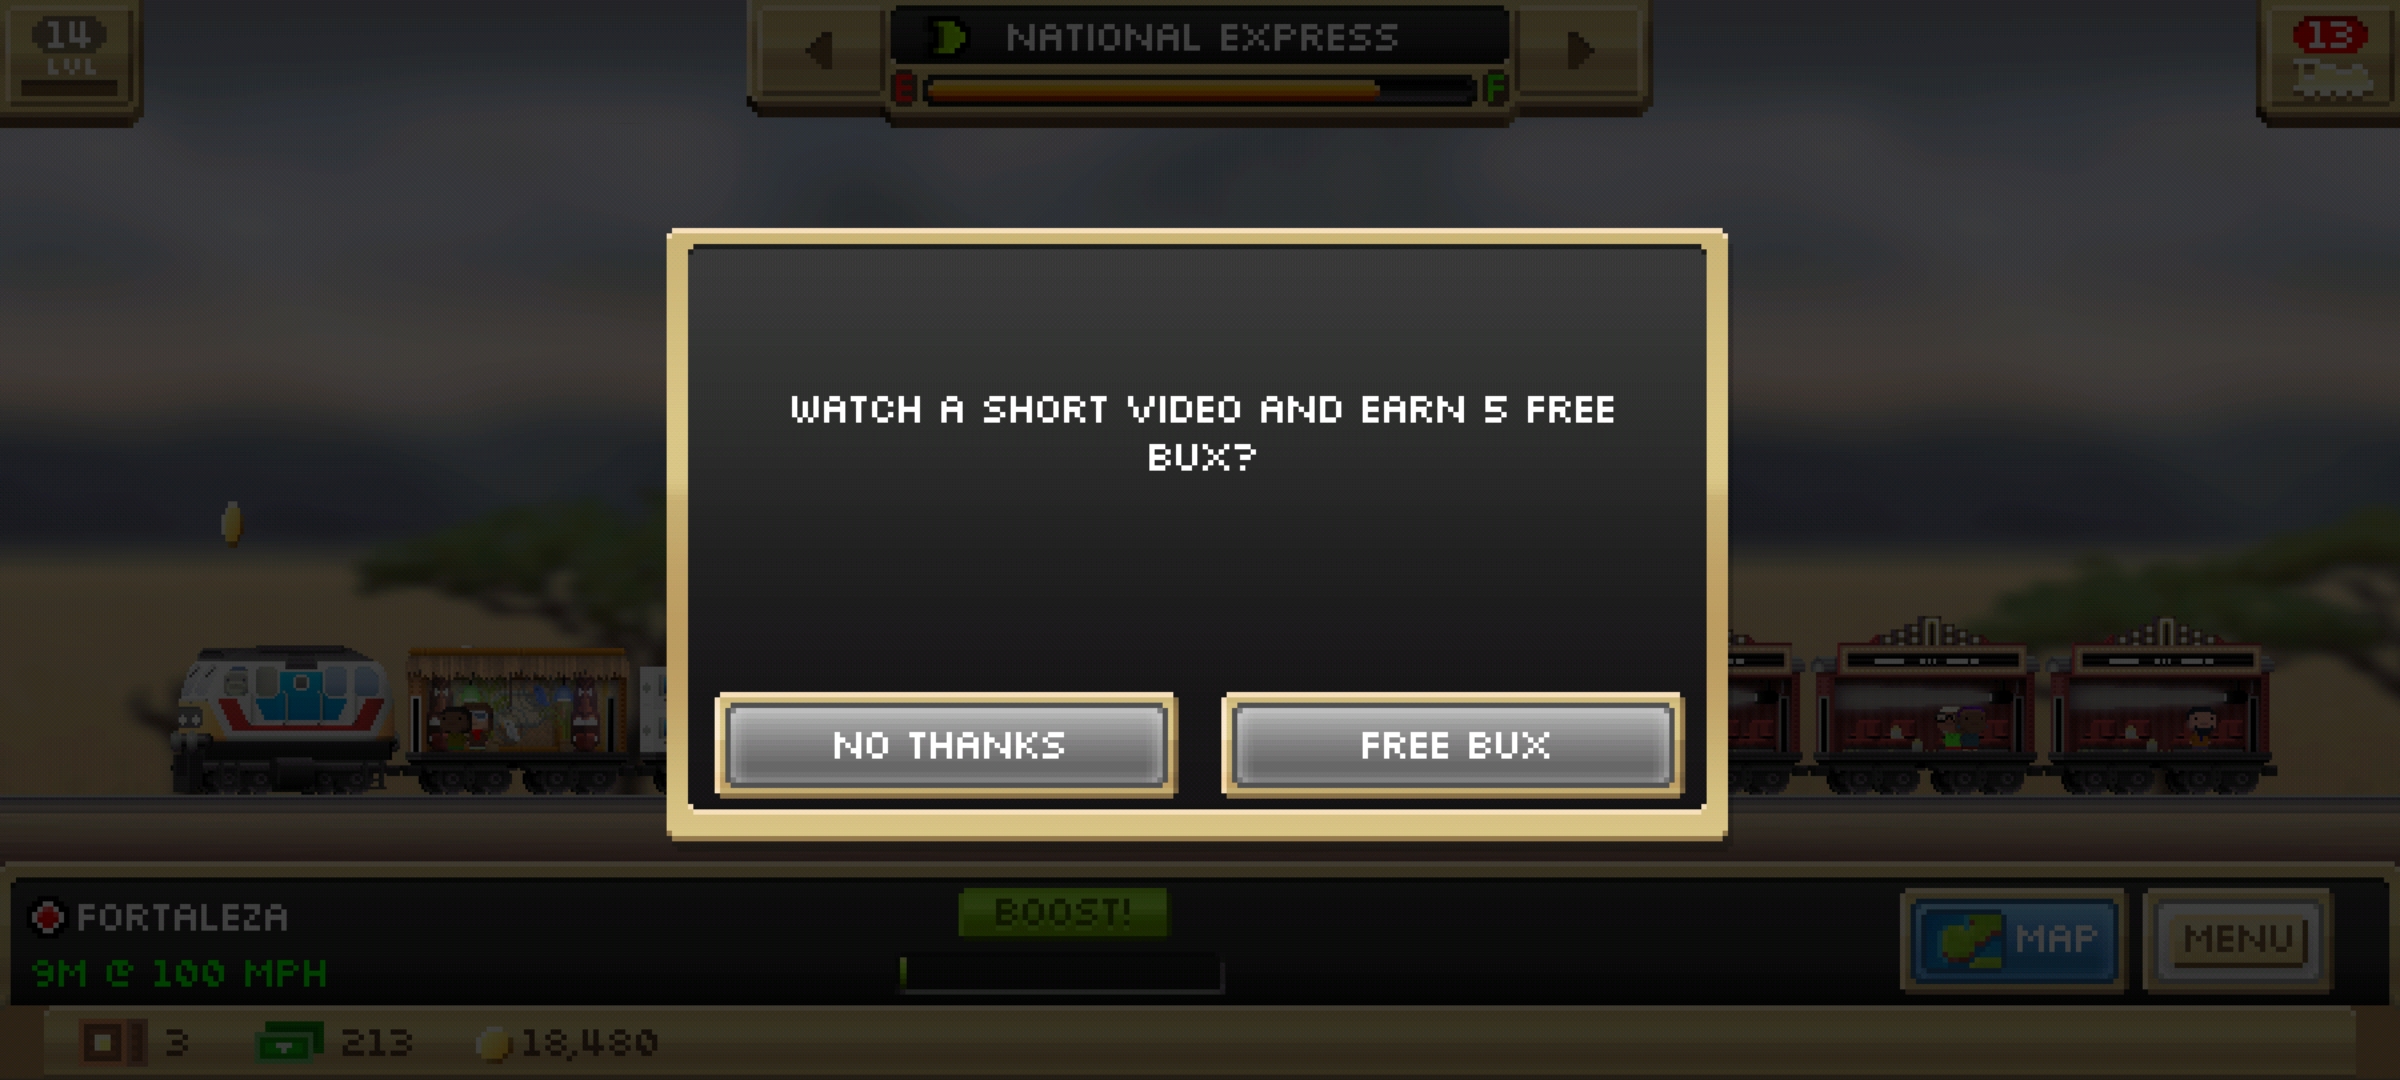 14
LVL
NATIONAL EXPRESS
E F
13
WATCH A SHORT VIDEO AND EARN 5 FREE
BUX?
NO THANKS
FREE BUX
FORTALEZA
9M @ 100 MPH
BOOST!
MAP
MENU
3
213
18,480